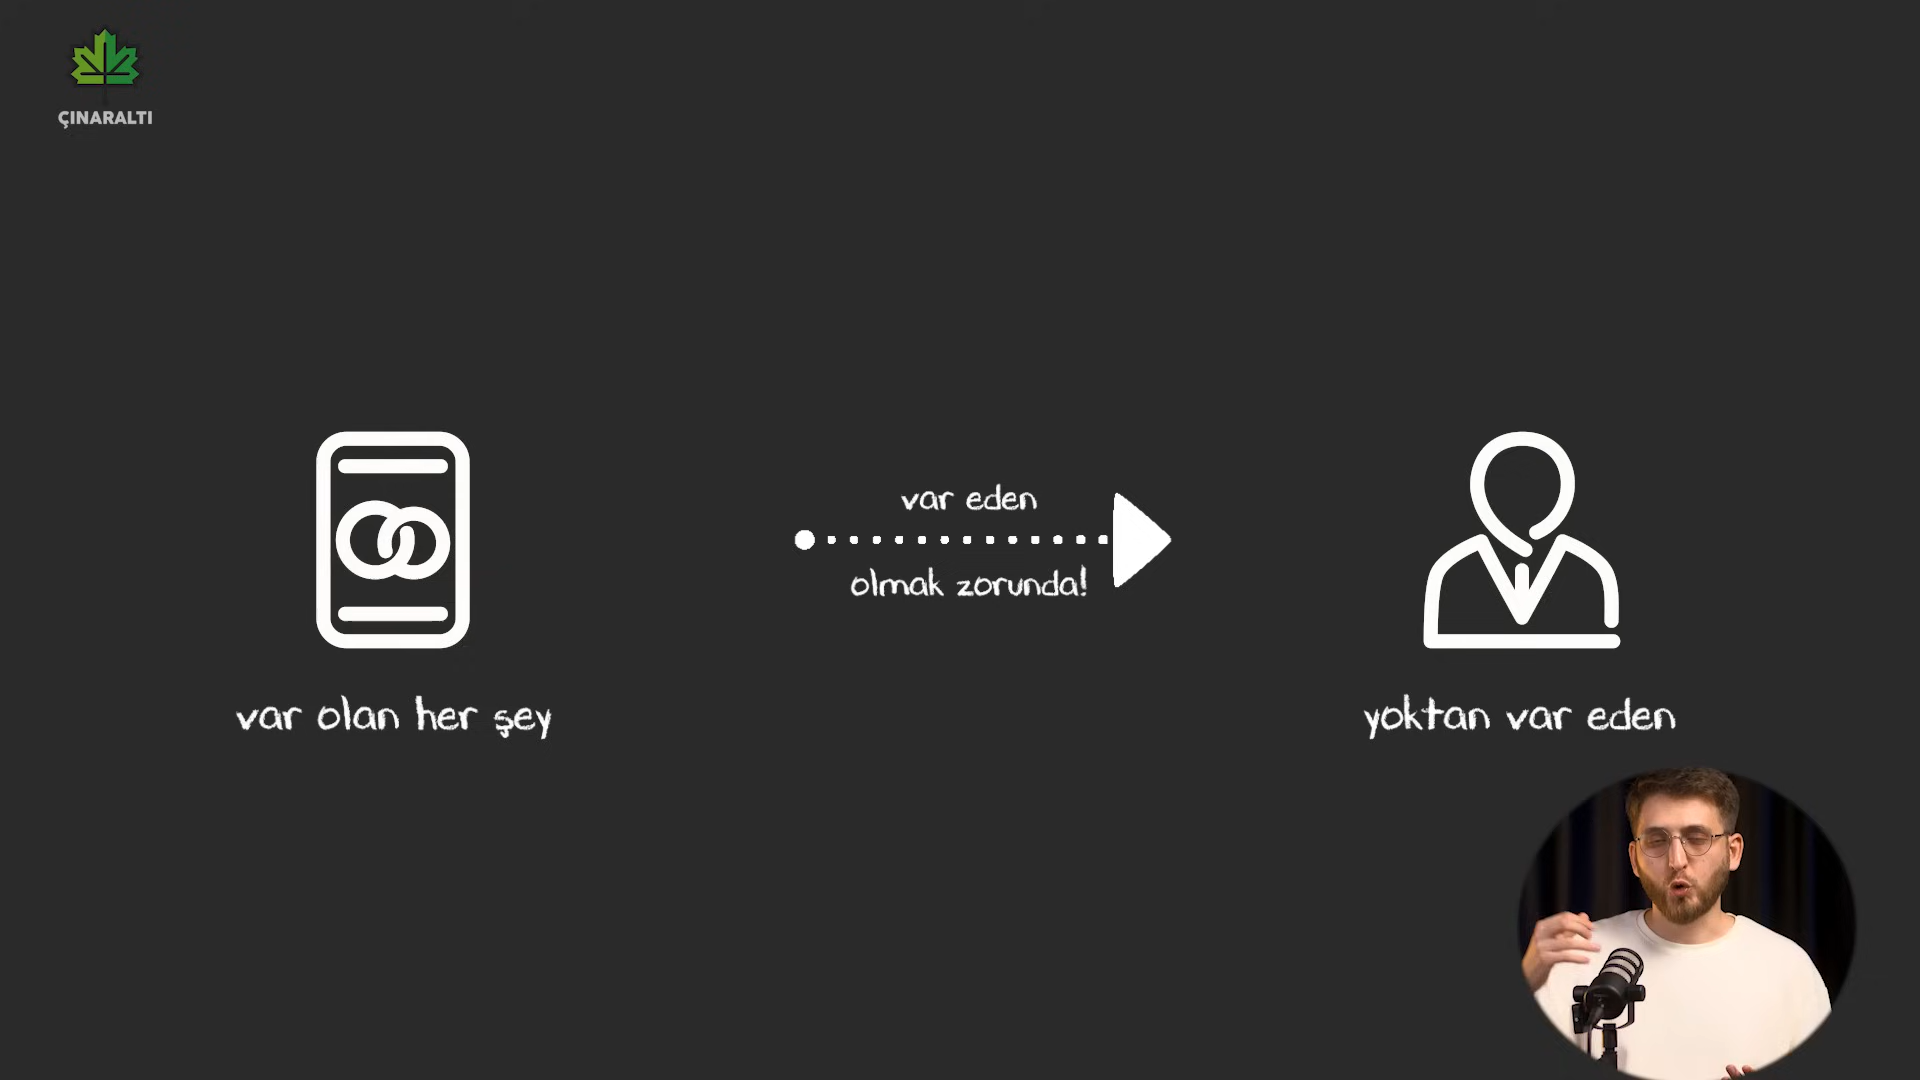 ÇINARALTI
var eden
olmak zorunda!
var olan her şey
yoktan var eden